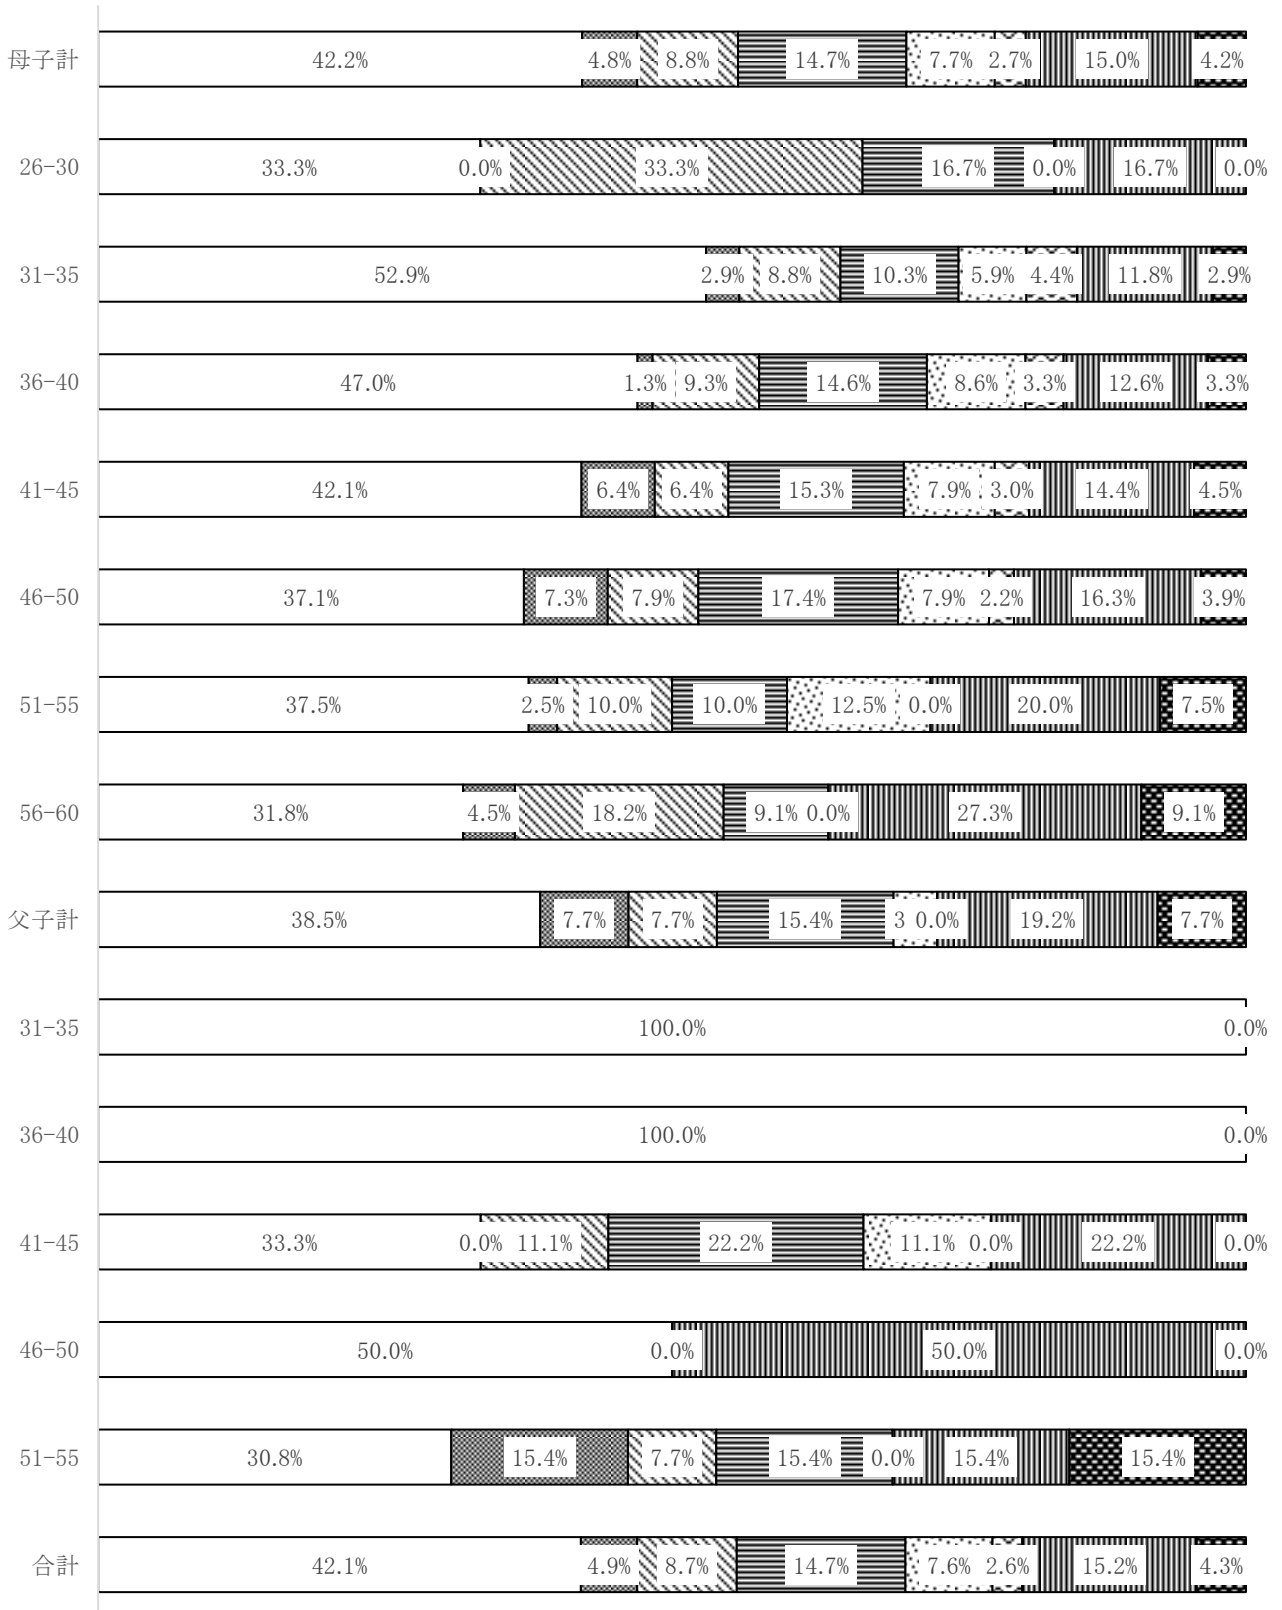 母子計 42.2% 4.8% 8.8% 14.7% 7.7% 2.7% 15.0% 4.2%
26-30 33.3% 0.0% 33.3% 16.7% 0.0% 16.7% 0.0%
31-35 52.9% 2.9% 8.8% 10.3% 5.9% 4.4% 11.8% 2.9%
36-40 47.0% 1.3% 9.3% 14.6% 8.6% 3.3% 12.6% 3.3%
41-45 42.1% 6.4% 6.4% 15.3% 7.9% 3.0% 14.4% 4.5%
46-50 37.1% 7.3% 7.9% 17.4% 7.9% 2.2% 16.3% 3.9%
51-55 37.5% 2.5% 10.0% 10.0% 12.5% 0.0% 20.0% 7.5%
56-60 31.8% 4.5% 18.2% 9.1% 0.0% 27.3% 9.1%
父子計 38.5% 7.7% 7.7% 15.4% 3 0.0% 19.2% 7.7%
31-35 100.0% 0.0%
36-40 100.0% 0.0%
41-45 33.3% 0.0% 11.1% 22.2% 11.1% 0.0% 22.2% 0.0%
46-50 50.0% 0.0% 50.0% 0.0%
51-55 30.8% 15.4% 7.7% 15.4% 0.0% 15.4% 15.4%
合計 42.1% 4.9% 8.7% 14.7% 7.6% 2.6% 15.2% 4.3%